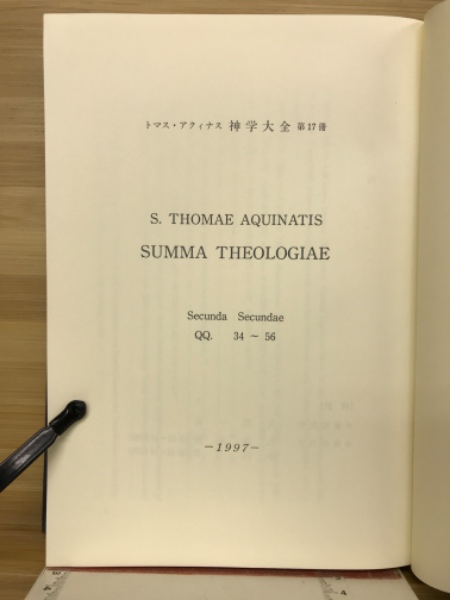 トマス・アクィナス 神学大全 第17冊
S. THOMAE AQUINATIS
SUMMA THEOLOGIAE
Secunda Secundae
QQ. 34 ~ 56
−1997−